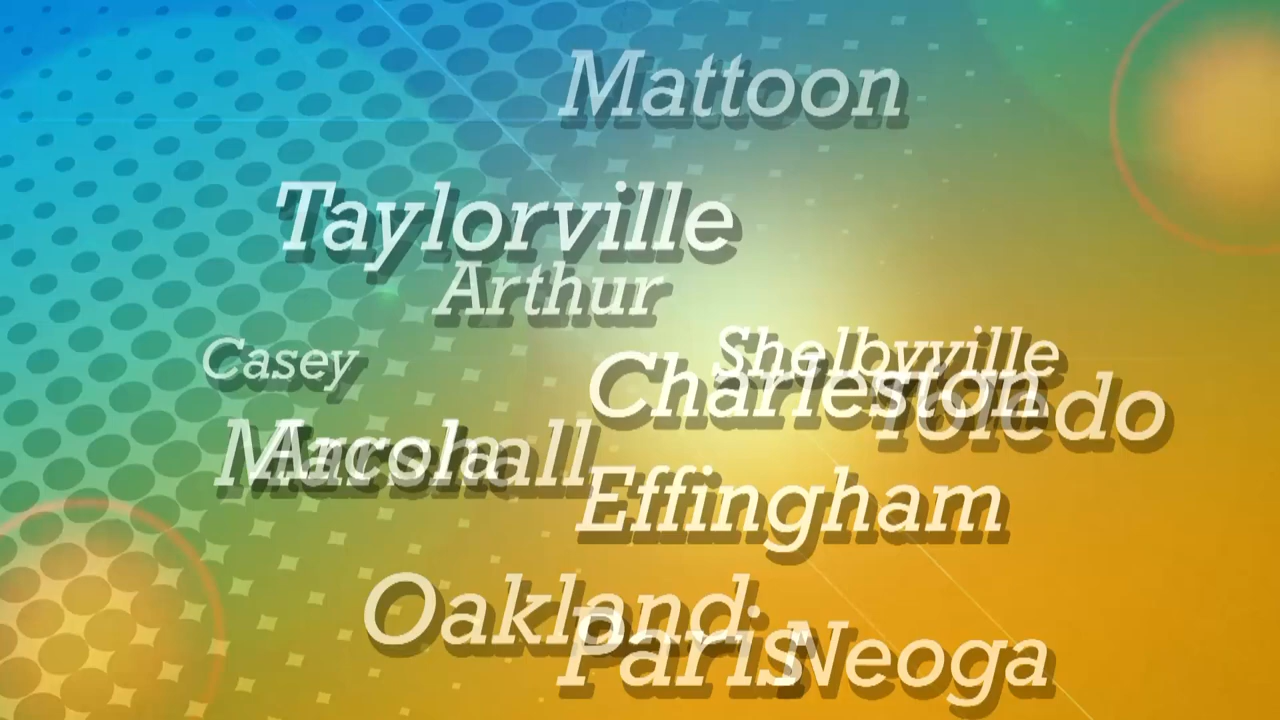 Mattoon
Taylorville
Arthur
Shelbyville
Casey
Charleston
Toledo
Marshall
Arcola
Effingham
Oakland
Paris
Neoga